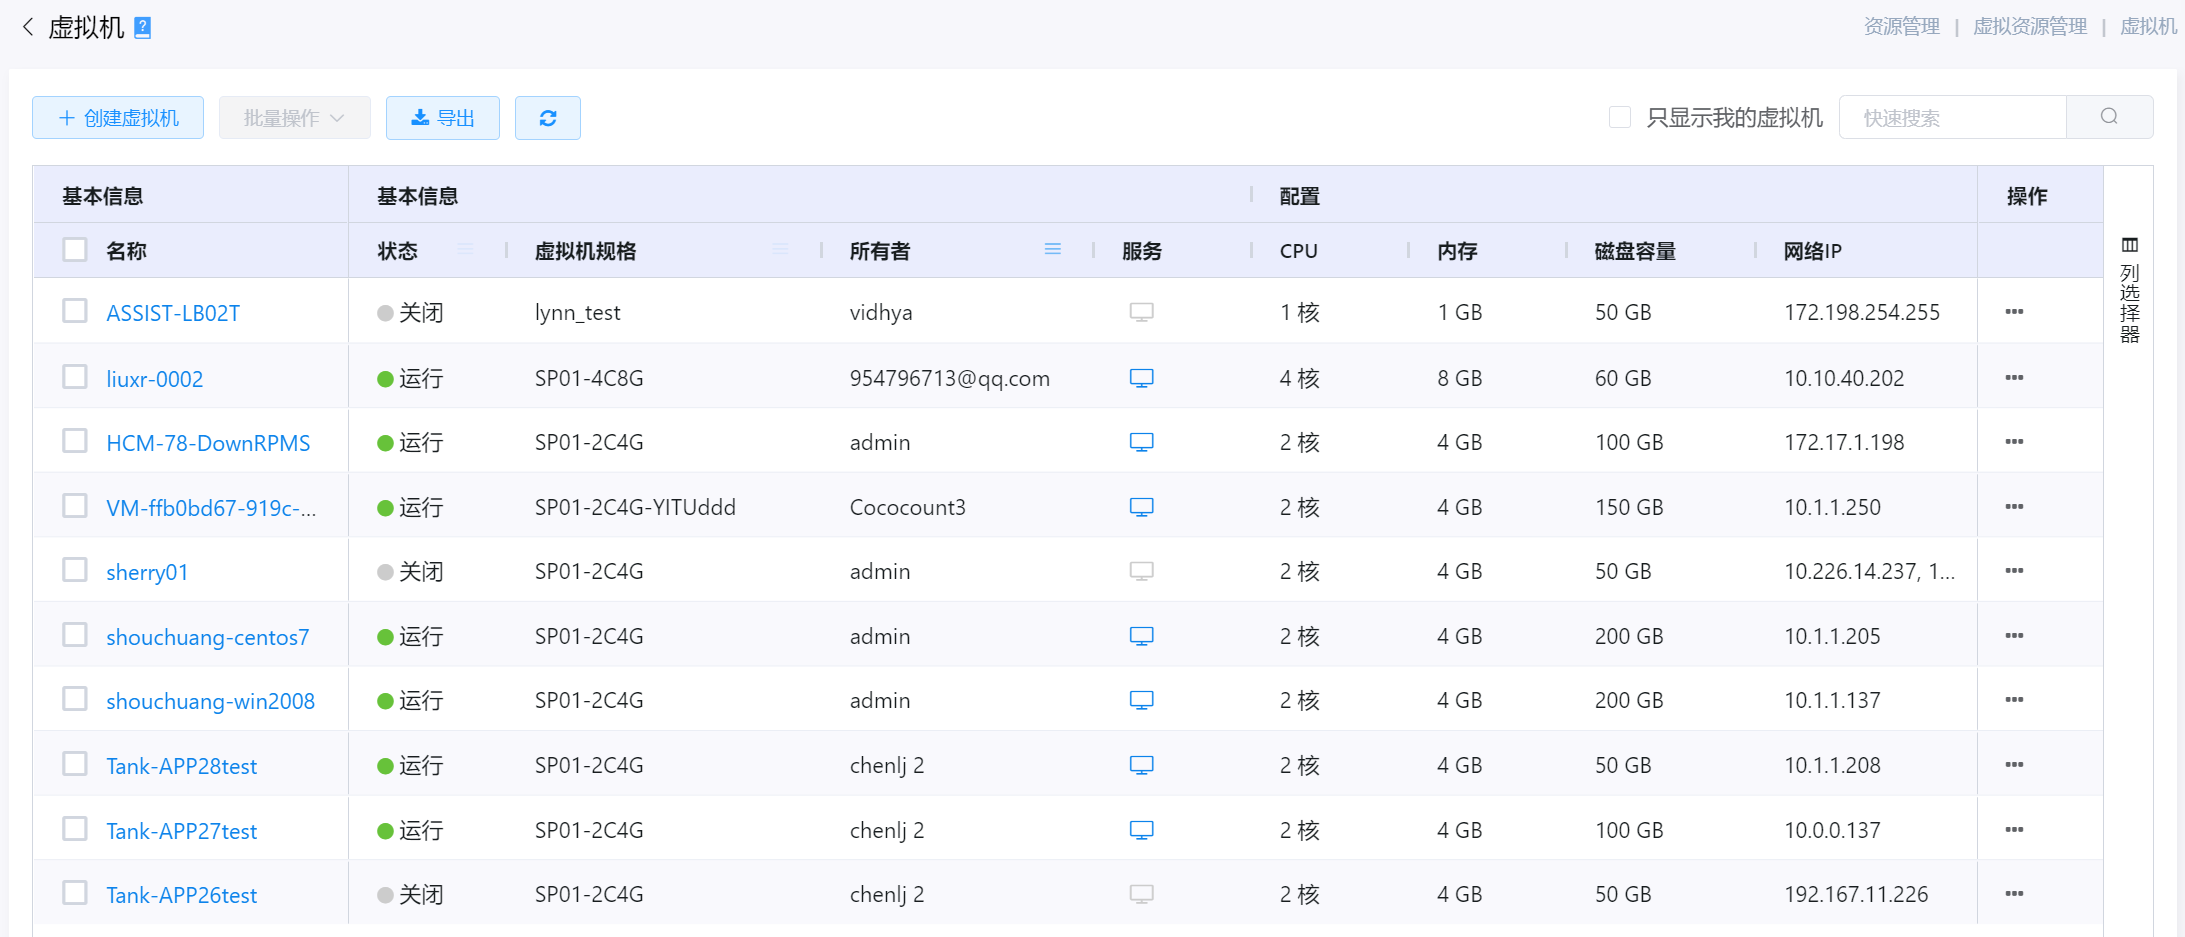 虚拟机
资源管理 | 虚拟资源管理 | 虚拟机
创建虚拟机 批量操作 导出 只显示我的虚拟机 快速搜索
基本信息 基本信息 配置 操作
名称 状态 虚拟机规格 所有者 服务 CPU 内存 磁盘容量 网络IP
列选择器
ASSIST-LB02T 关闭 lynn_test vidhya 1 核 1 GB 50 GB 172.198.254.255
liuxr-0002 运行 SP01-4C8G 954796713@qq.com 4 核 8 GB 60 GB 10.10.40.202
HCM-78-DownRPMS 运行 SP01-2C4G admin 2 核 4 GB 100 GB 172.17.1.198
VM-ffb0bd67-919c-... 运行 SP01-2C4G-YITUddd Cococount3 2 核 4 GB 150 GB 10.1.1.250
sherry01 关闭 SP01-2C4G admin 2 核 4 GB 50 GB 10.226.14.237, 1...
shouchuang-centos7 运行 SP01-2C4G admin 2 核 4 GB 200 GB 10.1.1.205
shouchuang-win2008 运行 SP01-2C4G admin 2 核 4 GB 200 GB 10.1.1.137
Tank-APP28test 运行 SP01-2C4G chenlj 2 2 核 4 GB 50 GB 10.1.1.208
Tank-APP27test 运行 SP01-2C4G chenlj 2 2 核 4 GB 100 GB 10.0.0.137
Tank-APP26test 关闭 SP01-2C4G chenlj 2 2 核 4 GB 50 GB 192.167.11.226